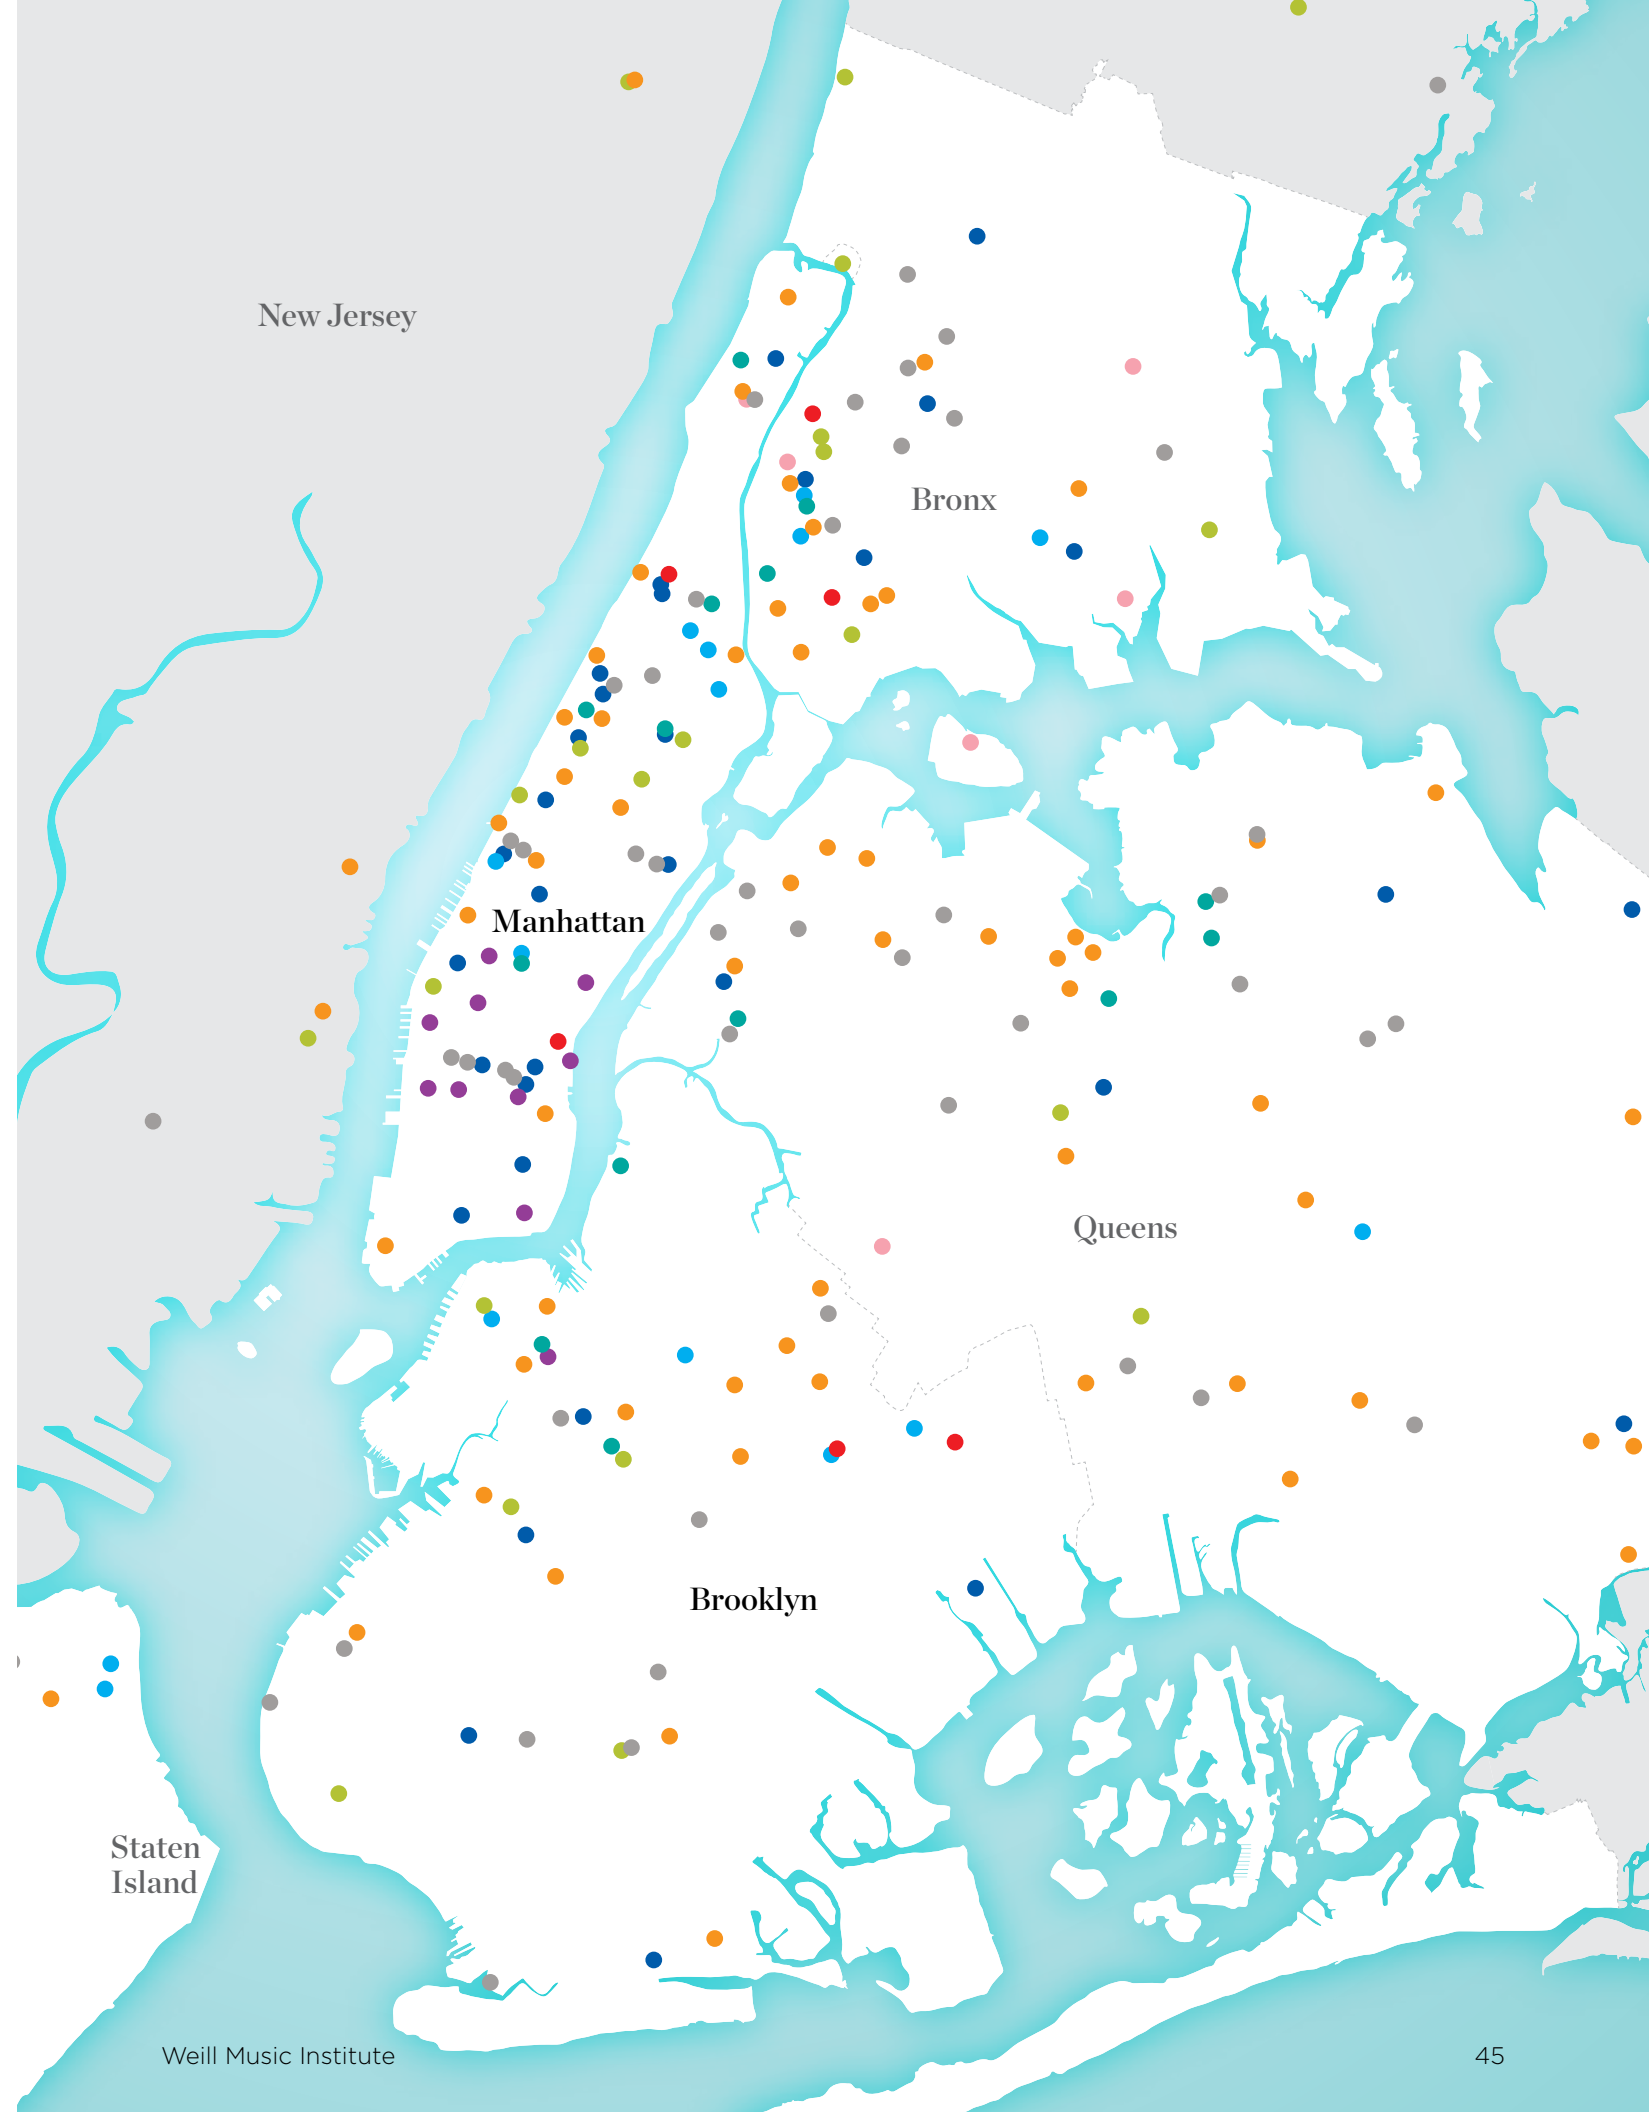 New Jersey
Bronx
Manhattan
Queens
Brooklyn
Staten
Island
Weill Music Institute
45